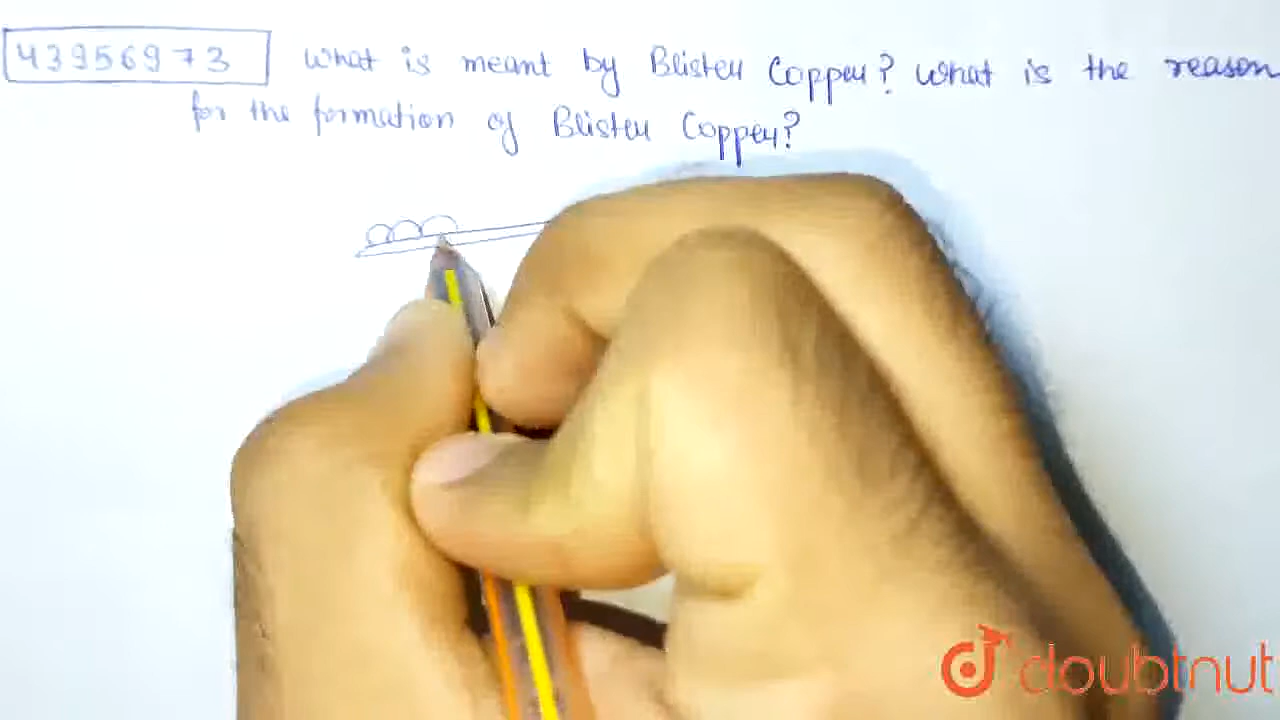 43956973 What is meant by Blister Copper? What is the reason
for the formation of Blister Copper?
doubtnut